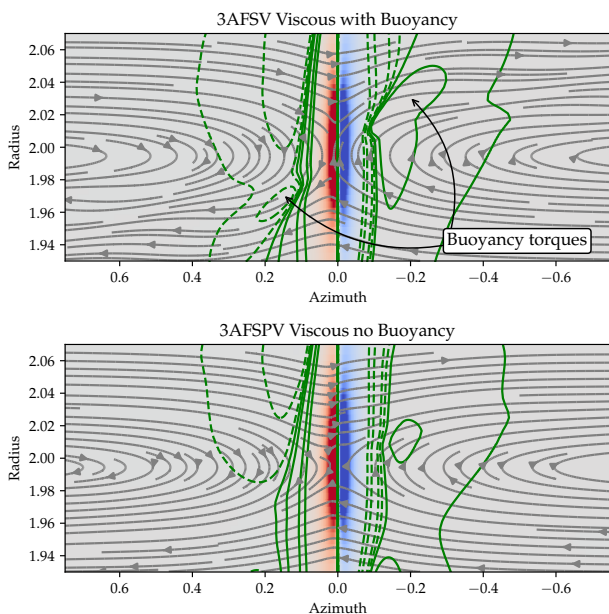 3AFSV Viscous with Buoyancy
2.06
2.04
2.02
2.00
1.98
1.96
1.94
Radius
Buoyancy torques
0.6 0.4 0.2 0.0 −0.2 −0.4 −0.6
Azimuth
3AFSPV Viscous no Buoyancy
2.06
2.04
2.02
2.00
1.98
1.96
1.94
Radius
0.6 0.4 0.2 0.0 −0.2 −0.4 −0.6
Azimuth